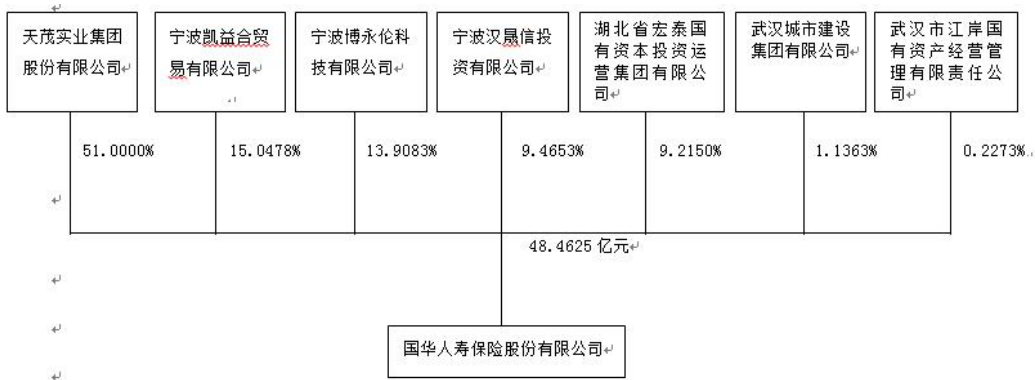 天茂实业集团
股份有限公司
宁波凯益合贸
易有限公司
宁波博永伦科
技有限公司
宁波汉晟信投
资有限公司
湖北省宏泰国
有资本投资运
营集团有限公
司
武汉城市建设
集团有限公司
武汉市江岸国
有资产经营管
理有限责任公
司
51.0000%
15.0478%
13.9083%
9.4653%
9.2150%
1.1363%
0.2273%
48.4625 亿元
国华人寿保险股份有限公司